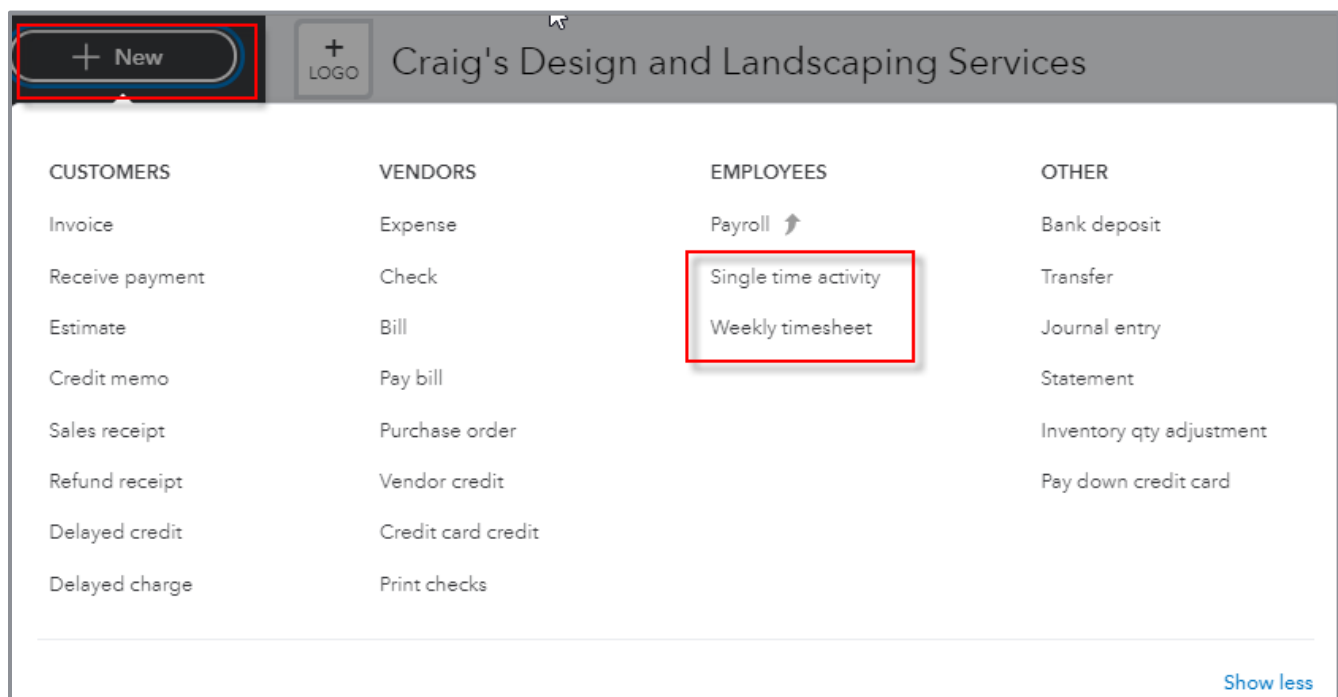 + New
+
LOGO
Craig's Design and Landscaping Services
CUSTOMERS
Invoice
Receive payment
Estimate
Credit memo
Sales receipt
Refund receipt
Delayed credit
Delayed charge
VENDORS
Expense
Check
Bill
Pay bill
Purchase order
Vendor credit
Credit card credit
Print checks
EMPLOYEES
Payroll
Single time activity
Weekly timesheet
OTHER
Bank deposit
Transfer
Journal entry
Statement
Inventory qty adjustment
Pay down credit card
Show less